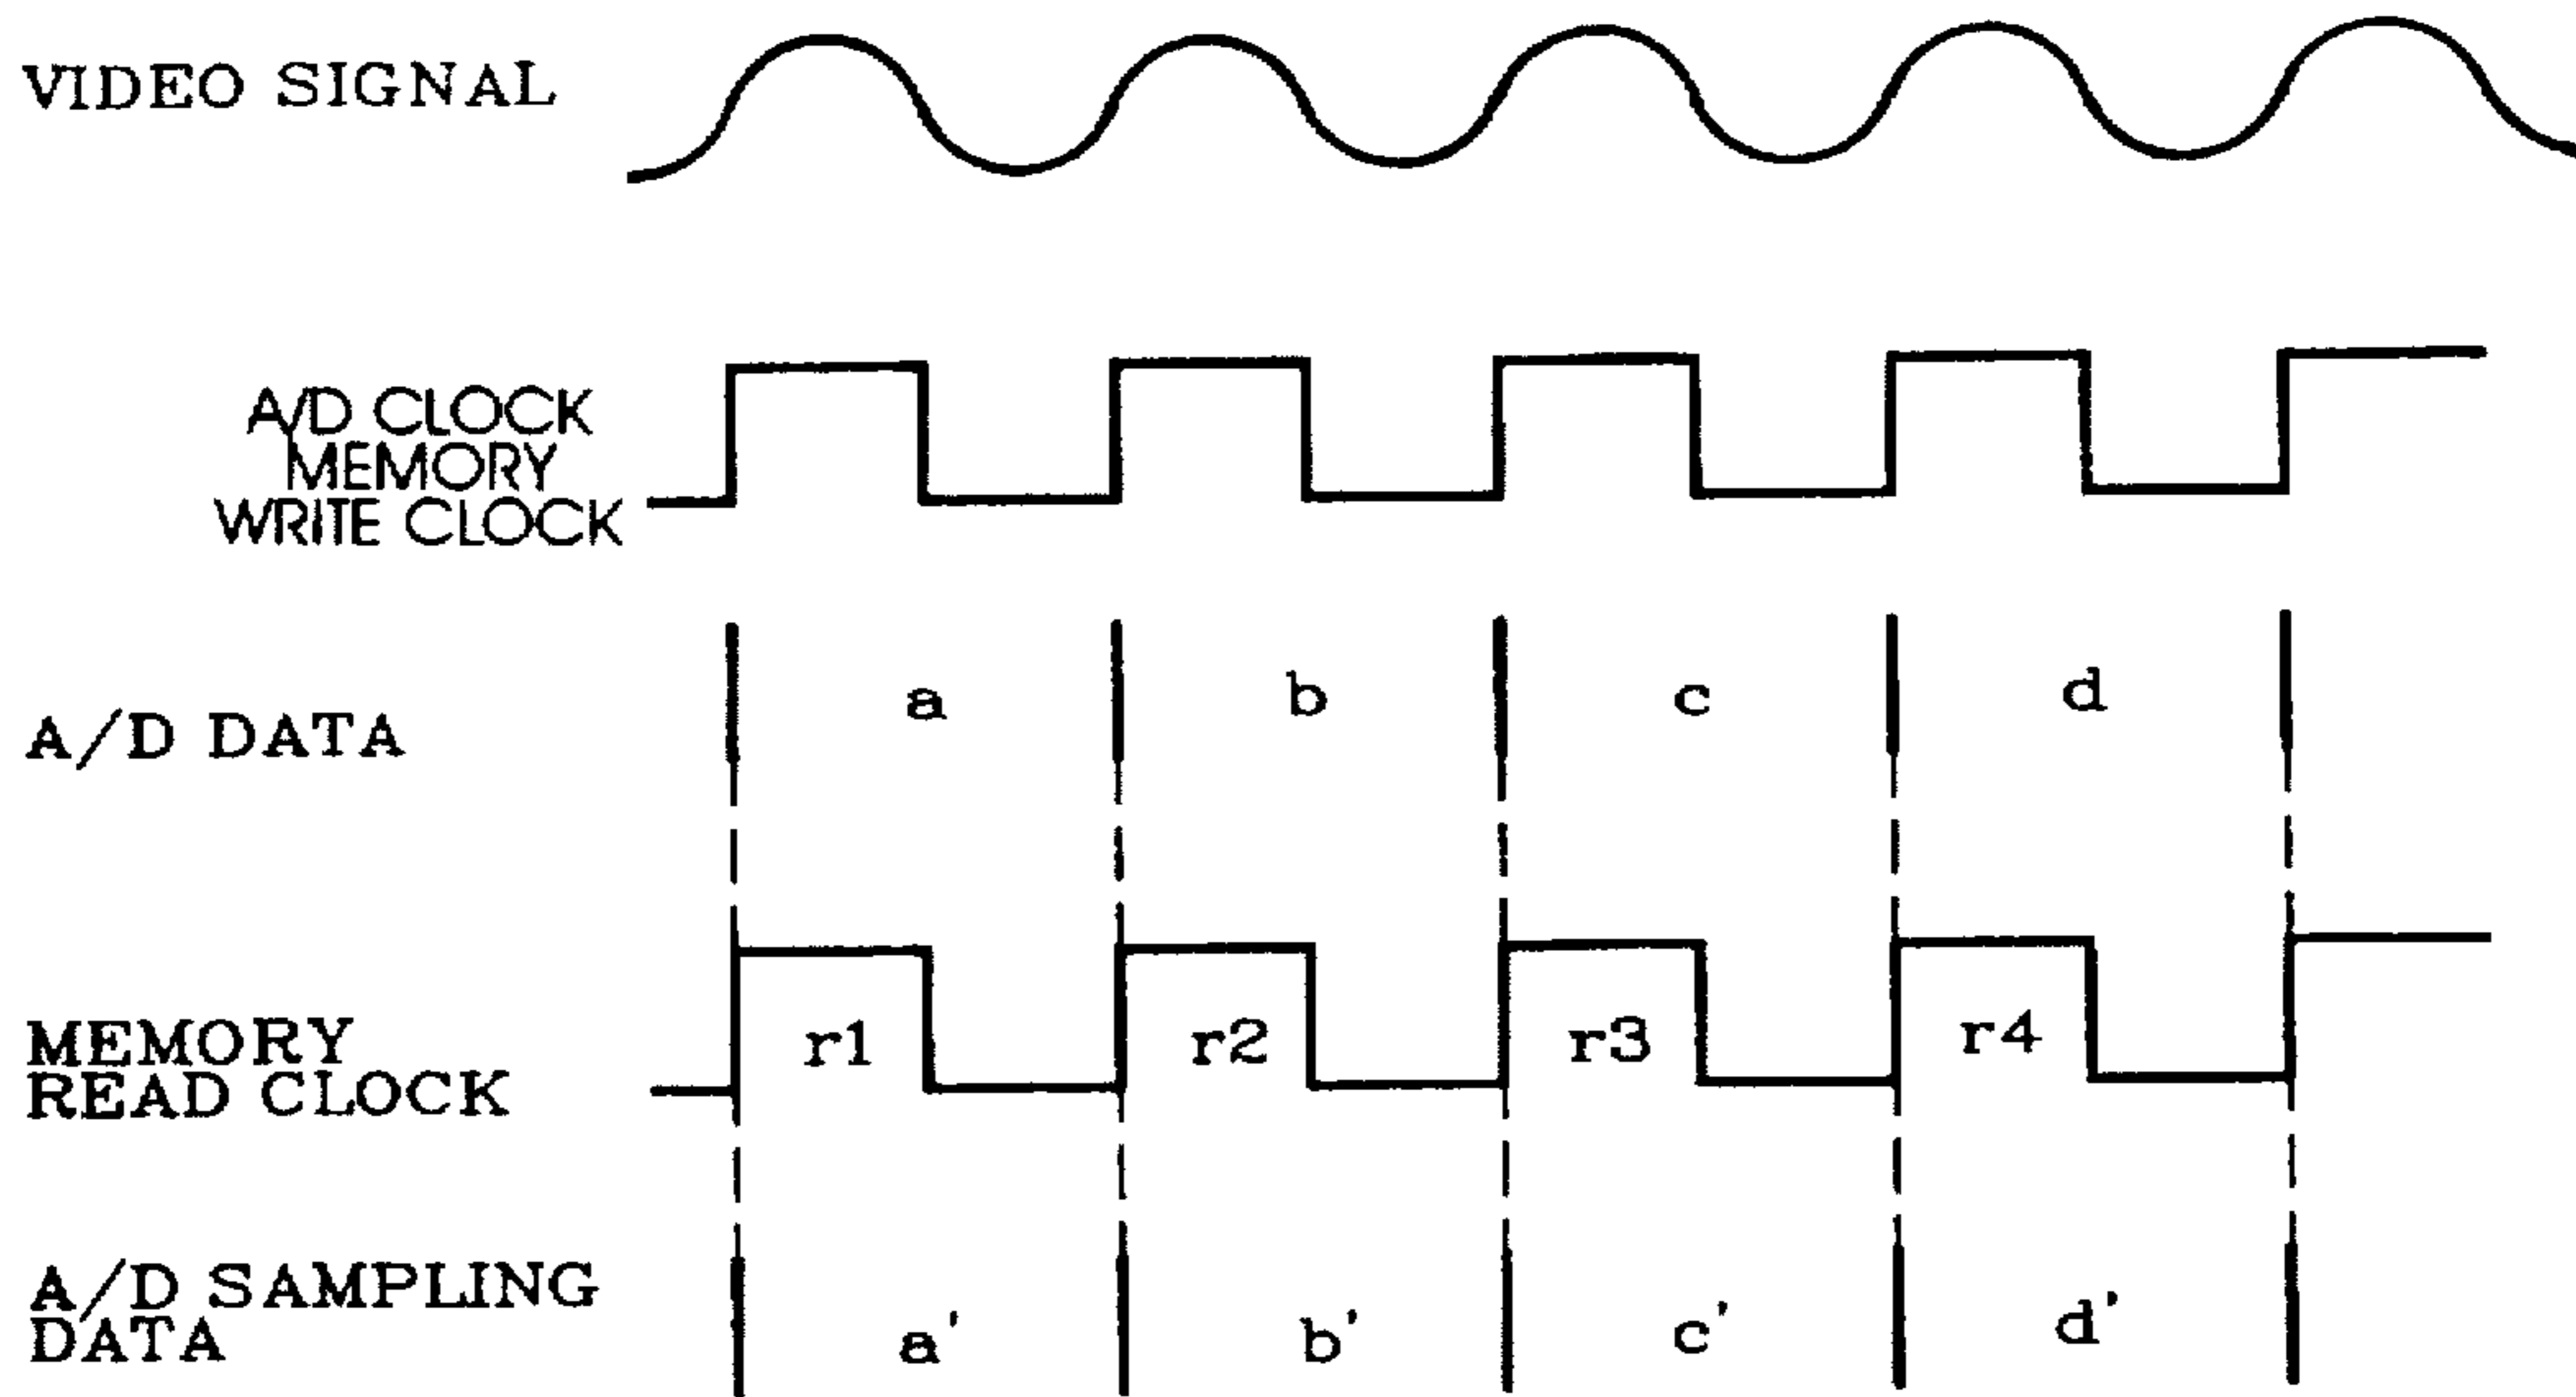 VIDEO SIGNAL
A/D CLOCK
MEMORY
WRITE CLOCK
a b c d
A/D DATA
r1 r2 r3 r4
MEMORY
READ CLOCK
A/D SAMPLING
DATA
a' b' c' d'